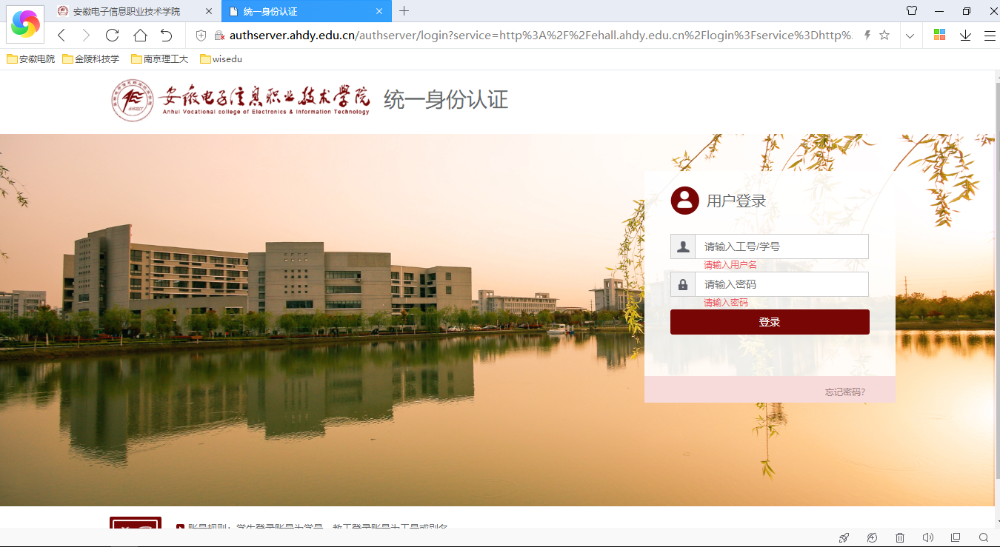 安徽电子信息职业技术学院
统一身份认证
authserver.ahdy.edu.cn/authserver/login?service=http%3A%2F%2Fehall.ahdy.edu.cn%2Flogin%3Fservice%3Dhttp%
安徽电院 金陵科技学 南京理工大 wisedu
安徽电子信息职业技术学院
Anhui Vocational college of Electronics & Information Technology
统一身份认证
用户登录
请输入工号/学号
请输入用户名
请输入密码
请输入密码
登录
忘记密码?
账号规则：学生登录账号为学号，教工登录账号为工号或别名